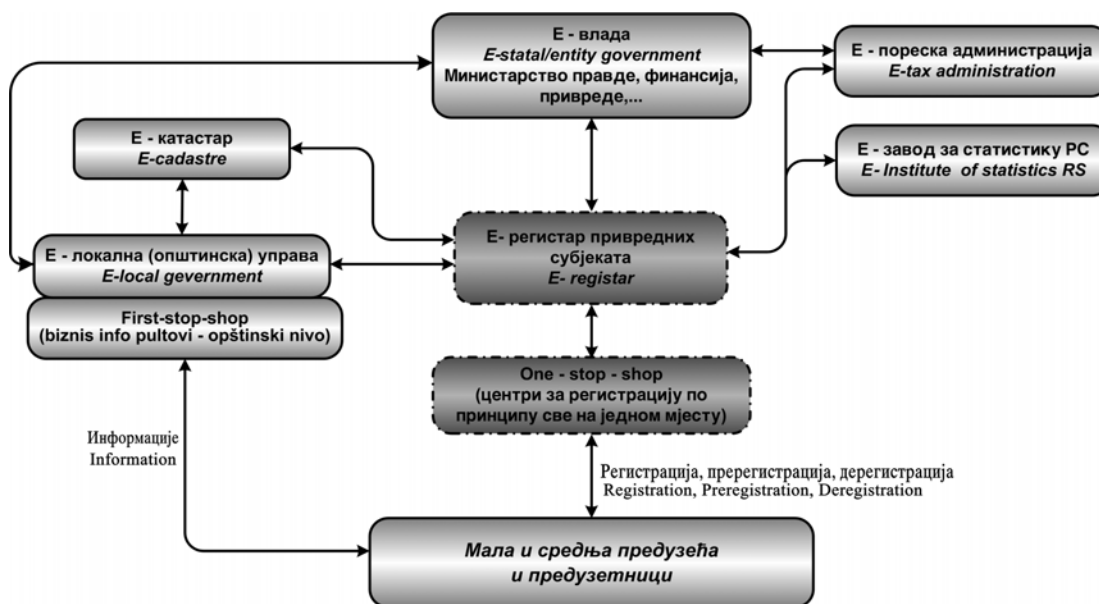 Е - влада
E-statal/entity government
Министарство правде, финансија,
привреде,...
Е - пореска администрација
E-tax administration
Е - катастар
E-cadastre
Е - завод за статистику РС
E- Institute of statistics RS
Е - локална (општинска) управа
E-local gevernment
Е- регистар привредних
субјеката
E- registar
First-stop-shop
(biznis info pultovi - opštinski nivo)
One - stop - shop
(центри за регистрацију по
принципу све на једном мјесту)
Информације
Information
Регистрација, пререгистрација, дерегистрација
Registration, Preregistration, Deregistration
Мала и средња предузећа
и предузетници